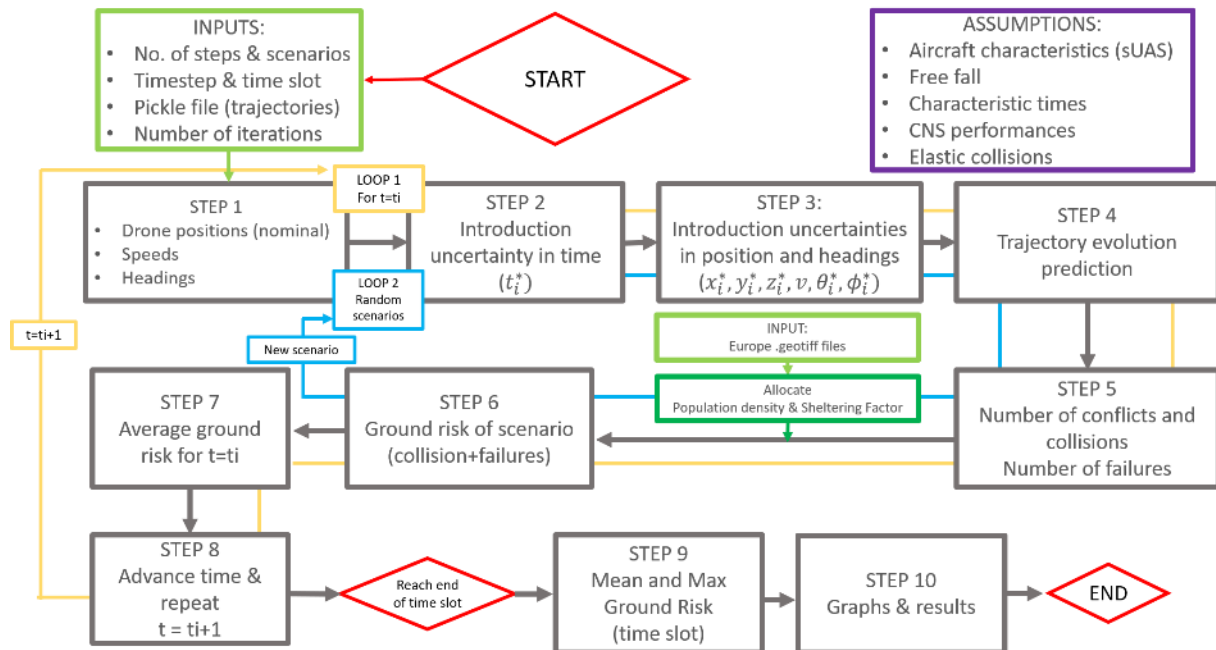 INPUTS:
• No. of steps & scenarios
• Timestep & time slot
• Pickle file (trajectories)
• Number of iterations
START
ASSUMPTIONS:
• Aircraft characteristics (sUAS)
• Free fall
• Characteristic times
• CNS performances
• Elastic collisions
LOOP 1
For t=ti
STEP 1
• Drone positions (nominal)
• Speeds
• Headings
STEP 2
Introduction
uncertainty in time
(t_i^*)
STEP 3:
Introduction uncertainties
in position and headings
(x_i^*, y_i^*, z_i^*, v, θ_i^*, ϕ_i^*)
STEP 4
Trajectory evolution
prediction
LOOP 2
Random
scenarios
t=ti+1
New scenario
INPUT:
Europe .geotiff files
Allocate
Population density & Sheltering Factor
STEP 5
Number of conflicts and
collisions
Number of failures
STEP 6
Ground risk of scenario
(collision+failures)
STEP 7
Average ground
risk for t=ti
STEP 8
Advance time &
repeat
t = ti+1
Reach end
of time slot
STEP 9
Mean and Max
Ground Risk
(time slot)
STEP 10
Graphs & results
END